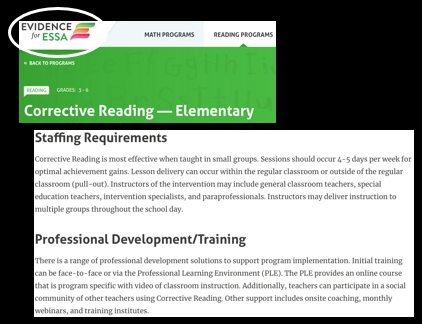 EVIDENCE
for ESSA
MATH PROGRAMS
READING PROGRAMS
« BACK TO PROGRAMS
READING
GRADES: 3 - 6
Corrective Reading — Elementary
Staffing Requirements
Corrective Reading is most effective when taught in small groups. Sessions should occur 4-5 days per week for
optimal achievement gains. Lesson delivery can occur within the regular classroom or outside of the regular
classroom (pull-out). Instructors of the intervention may include general classroom teachers, special
education teachers, intervention specialists, and paraprofessionals. Instructors may deliver instruction to
multiple groups throughout the school day.
Professional Development/Training
There is a range of professional development solutions to support program implementation. Initial training
can be face-to-face or via the Professional Learning Environment (PLE). The PLE provides an online course
that is program specific with video of classroom instruction. Additionally, teachers can participate in a social
community of other teachers using Corrective Reading. Other support includes onsite coaching, monthly
webinars, and training institutes.